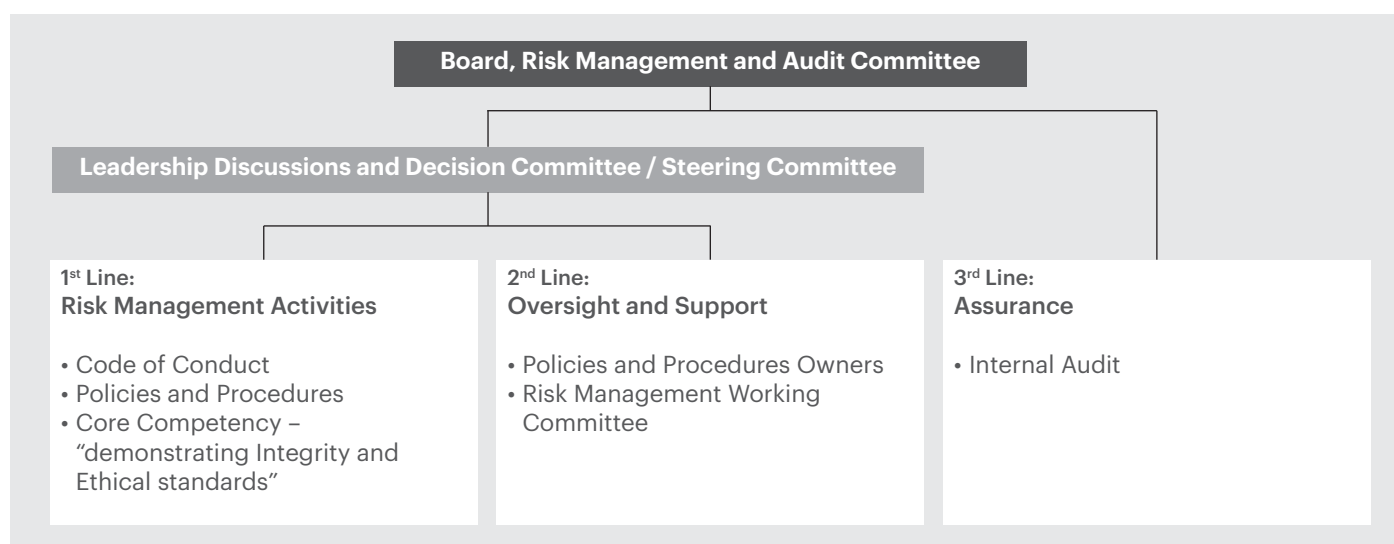 Board, Risk Management and Audit Committee
Leadership Discussions and Decision Committee / Steering Committee
1st Line:
Risk Management Activities
• Code of Conduct
• Policies and Procedures
• Core Competency –
“demonstrating Integrity and
Ethical standards”
2nd Line:
Oversight and Support
• Policies and Procedures Owners
• Risk Management Working
Committee
3rd Line:
Assurance
• Internal Audit